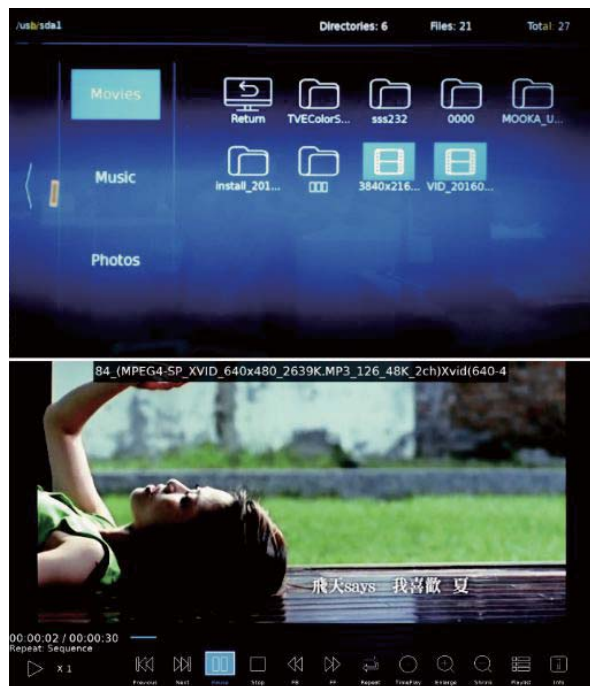 /usb/sda1 Directories: 6 Files: 21 Total: 27
Movies
Return TVEColorS... sss232 0000 MOOKA_U...
Music
install_201... 3840x216... VID_20160...
Photos
84_(MPEG4-SP_XVID_640x480_2639K.MP3_126_48K_2ch)Xvid(640-4
飛天says 我喜歡 夏
00:00:02 / 00:00:30
Repeat: Sequence
X 1
Previous Next Pause Stop FB FF Repeat TimePlay Enlarge Shrink Playlist Info